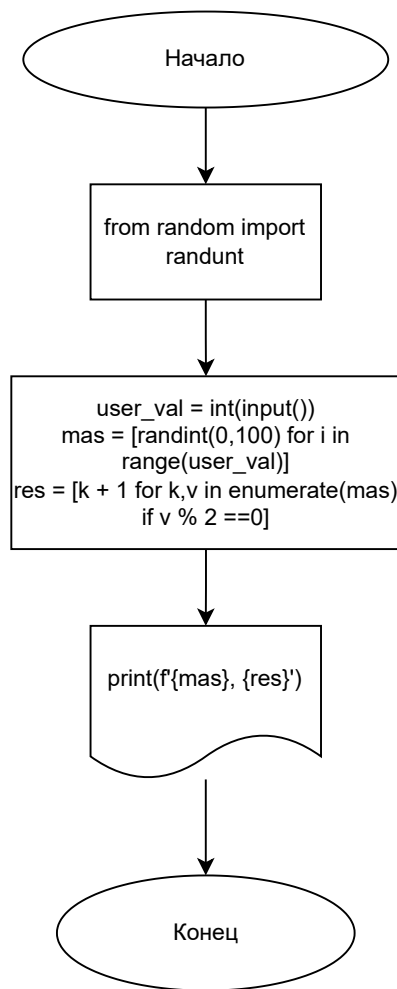 Начало
from random import
randunt
user_val = int(input())
mas = [randint(0,100) for i in
range(user_val)]
res = [k + 1 for k,v in enumerate(mas)
if v % 2 ==0]
print(f'{mas}, {res}')
Конец